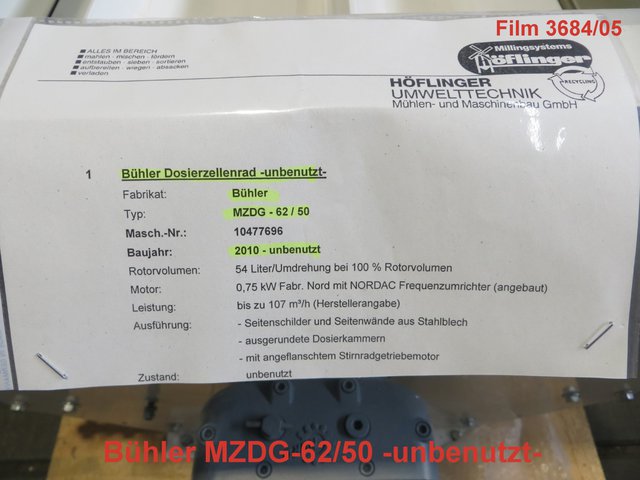 Film 3684/05
ALLES IM BEREICH
mahlen - mischen - fördern
entstauben - sieben - sortieren
aufbereiten - wiegen - absacken
verladen
Millingsystems
Höflinger
RECYCLING
HÖFLINGER
UMWELTTECHNIK
Mühlen- und Maschinenbau GmbH
1 Bühler Dosierzellenrad -unbenutzt-
Fabrikat: Bühler
Typ: MZDG - 62 / 50
Masch.-Nr.: 10477696
Baujahr: 2010 - unbenutzt
Rotorvolumen: 54 Liter/Umdrehung bei 100 % Rotorvolumen
Motor: 0,75 kW Fabr. Nord mit NORDAC Frequenzumrichter (angebaut)
Leistung: bis zu 107 m³/h (Herstellerangabe)
Ausführung: - Seitenschilder und Seitenwände aus Stahlblech
- ausgerundete Dosierkammern
- mit angeflanschtem Stirnradgetriebemotor
Zustand: unbenutzt
Bühler MZDG-62/50 -unbenutzt-